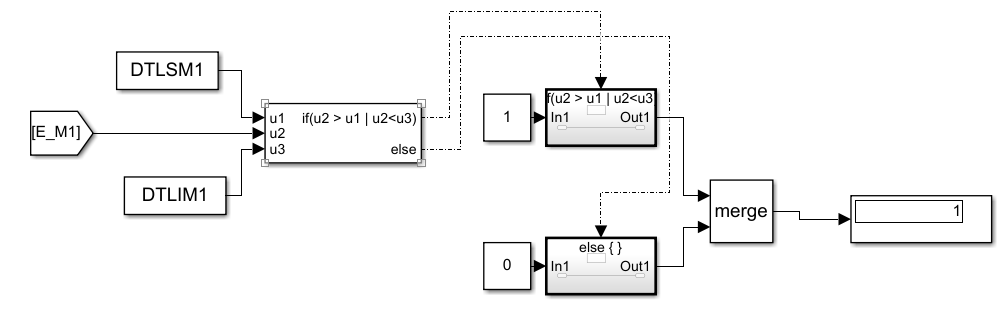 DTLSM1
[E_M1]
u1
if(u2 > u1 | u2<u3)
u2
u3
else
DTLIM1
1
f(u2 > u1 | u2<u3
In1
Out1
merge
1
0
else { }
In1
Out1